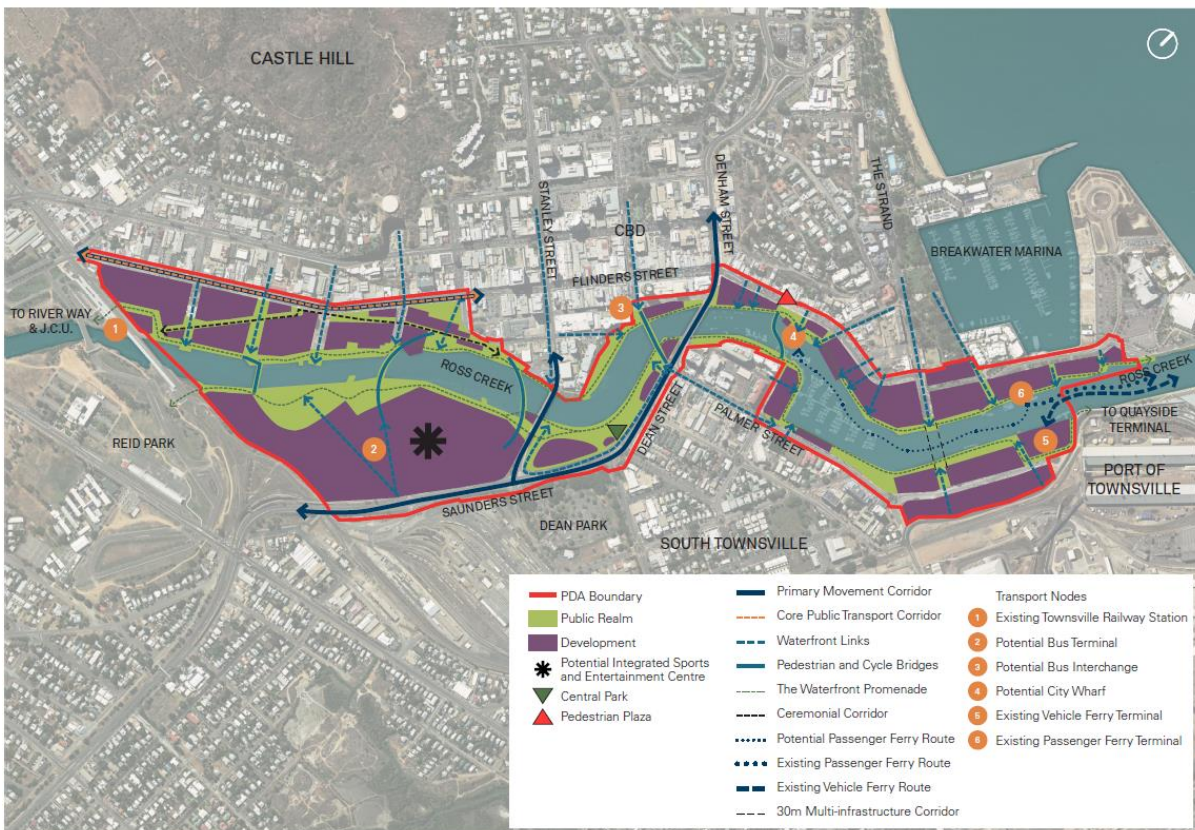 CASTLE HILL
STANLEY STREET
DENHAM STREET
THE STRAND
CBD
FLINDERS STREET
BREAKWATER MARINA
TO RIVER WAY
& J.C.U.
1
3
4
ROSS CREEK
ROSS CREEK
6
DEAN STREET
PALMER STREET
TO QUAYSIDE
TERMINAL
REID PARK
2
5
PORT OF
TOWNSVILLE
SAUNDERS STREET
DEAN PARK
SOUTH TOWNSVILLE
PDA Boundary
Public Realm
Development
Potential Integrated Sports
and Entertainment Centre
Central Park
Pedestrian Plaza
Primary Movement Corridor
Core Public Transport Corridor
Waterfront Links
Pedestrian and Cycle Bridges
The Waterfront Promenade
Ceremonial Corridor
Potential Passenger Ferry Route
Existing Passenger Ferry Route
Existing Vehicle Ferry Route
30m Multi-infrastructure Corridor
Transport Nodes
1 Existing Townsville Railway Station
2 Potential Bus Terminal
3 Potential Bus Interchange
4 Potential City Wharf
5 Existing Vehicle Ferry Terminal
6 Existing Passenger Ferry Terminal